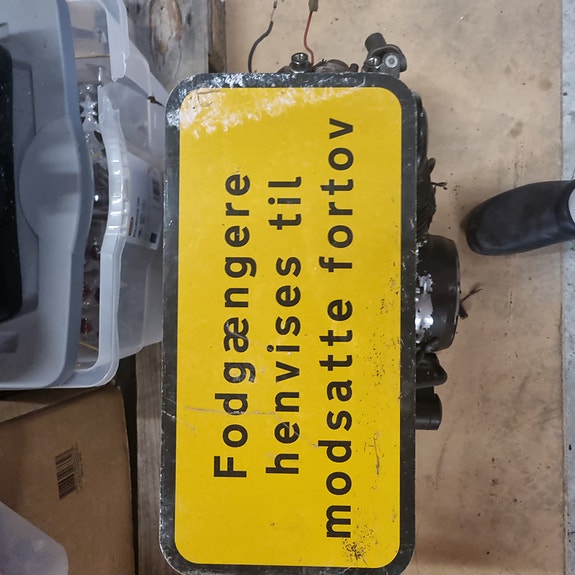 Fodgængere
henvises til
modsatte fortov